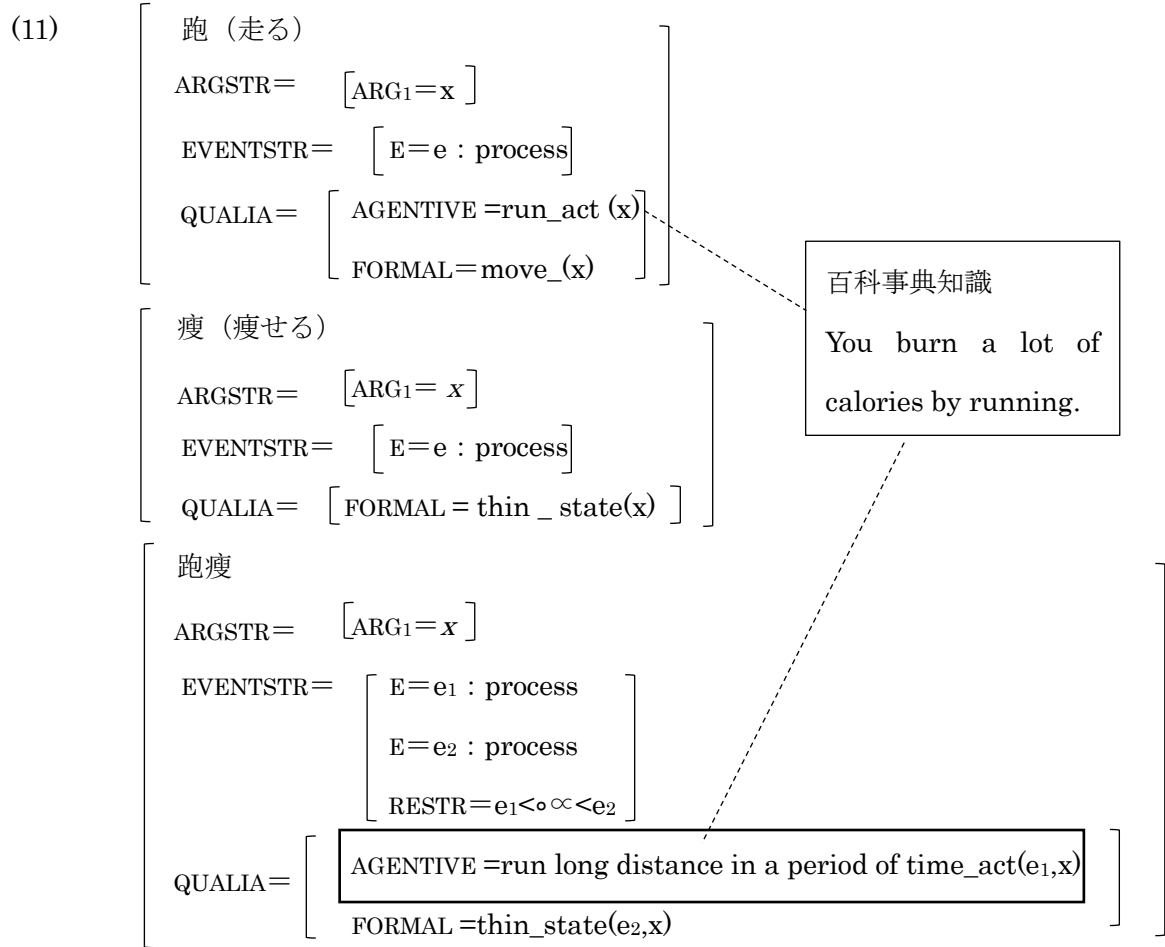 (11)
跑（走る）
ARGSTR＝ [ARG1＝x ]
EVENTSTR＝ [E＝e：process]
QUALIA＝ [AGENTIVE =run_act (x)
FORMAL＝move_(x)]
百科事典知識
You burn a lot of
calories by running.
瘦（痩せる）
ARGSTR＝ [ARG1＝ x ]
EVENTSTR＝ [E＝e：process]
QUALIA＝ [FORMAL = thin _ state(x) ]
跑瘦
ARGSTR＝ [ARG1＝x ]
EVENTSTR＝ [E＝e1：process
E＝e2：process
RESTR＝e1<∘∝<e2]
QUALIA＝ [AGENTIVE =run long distance in a period of time_act(e1,x)
FORMAL =thin_state(e2,x)]